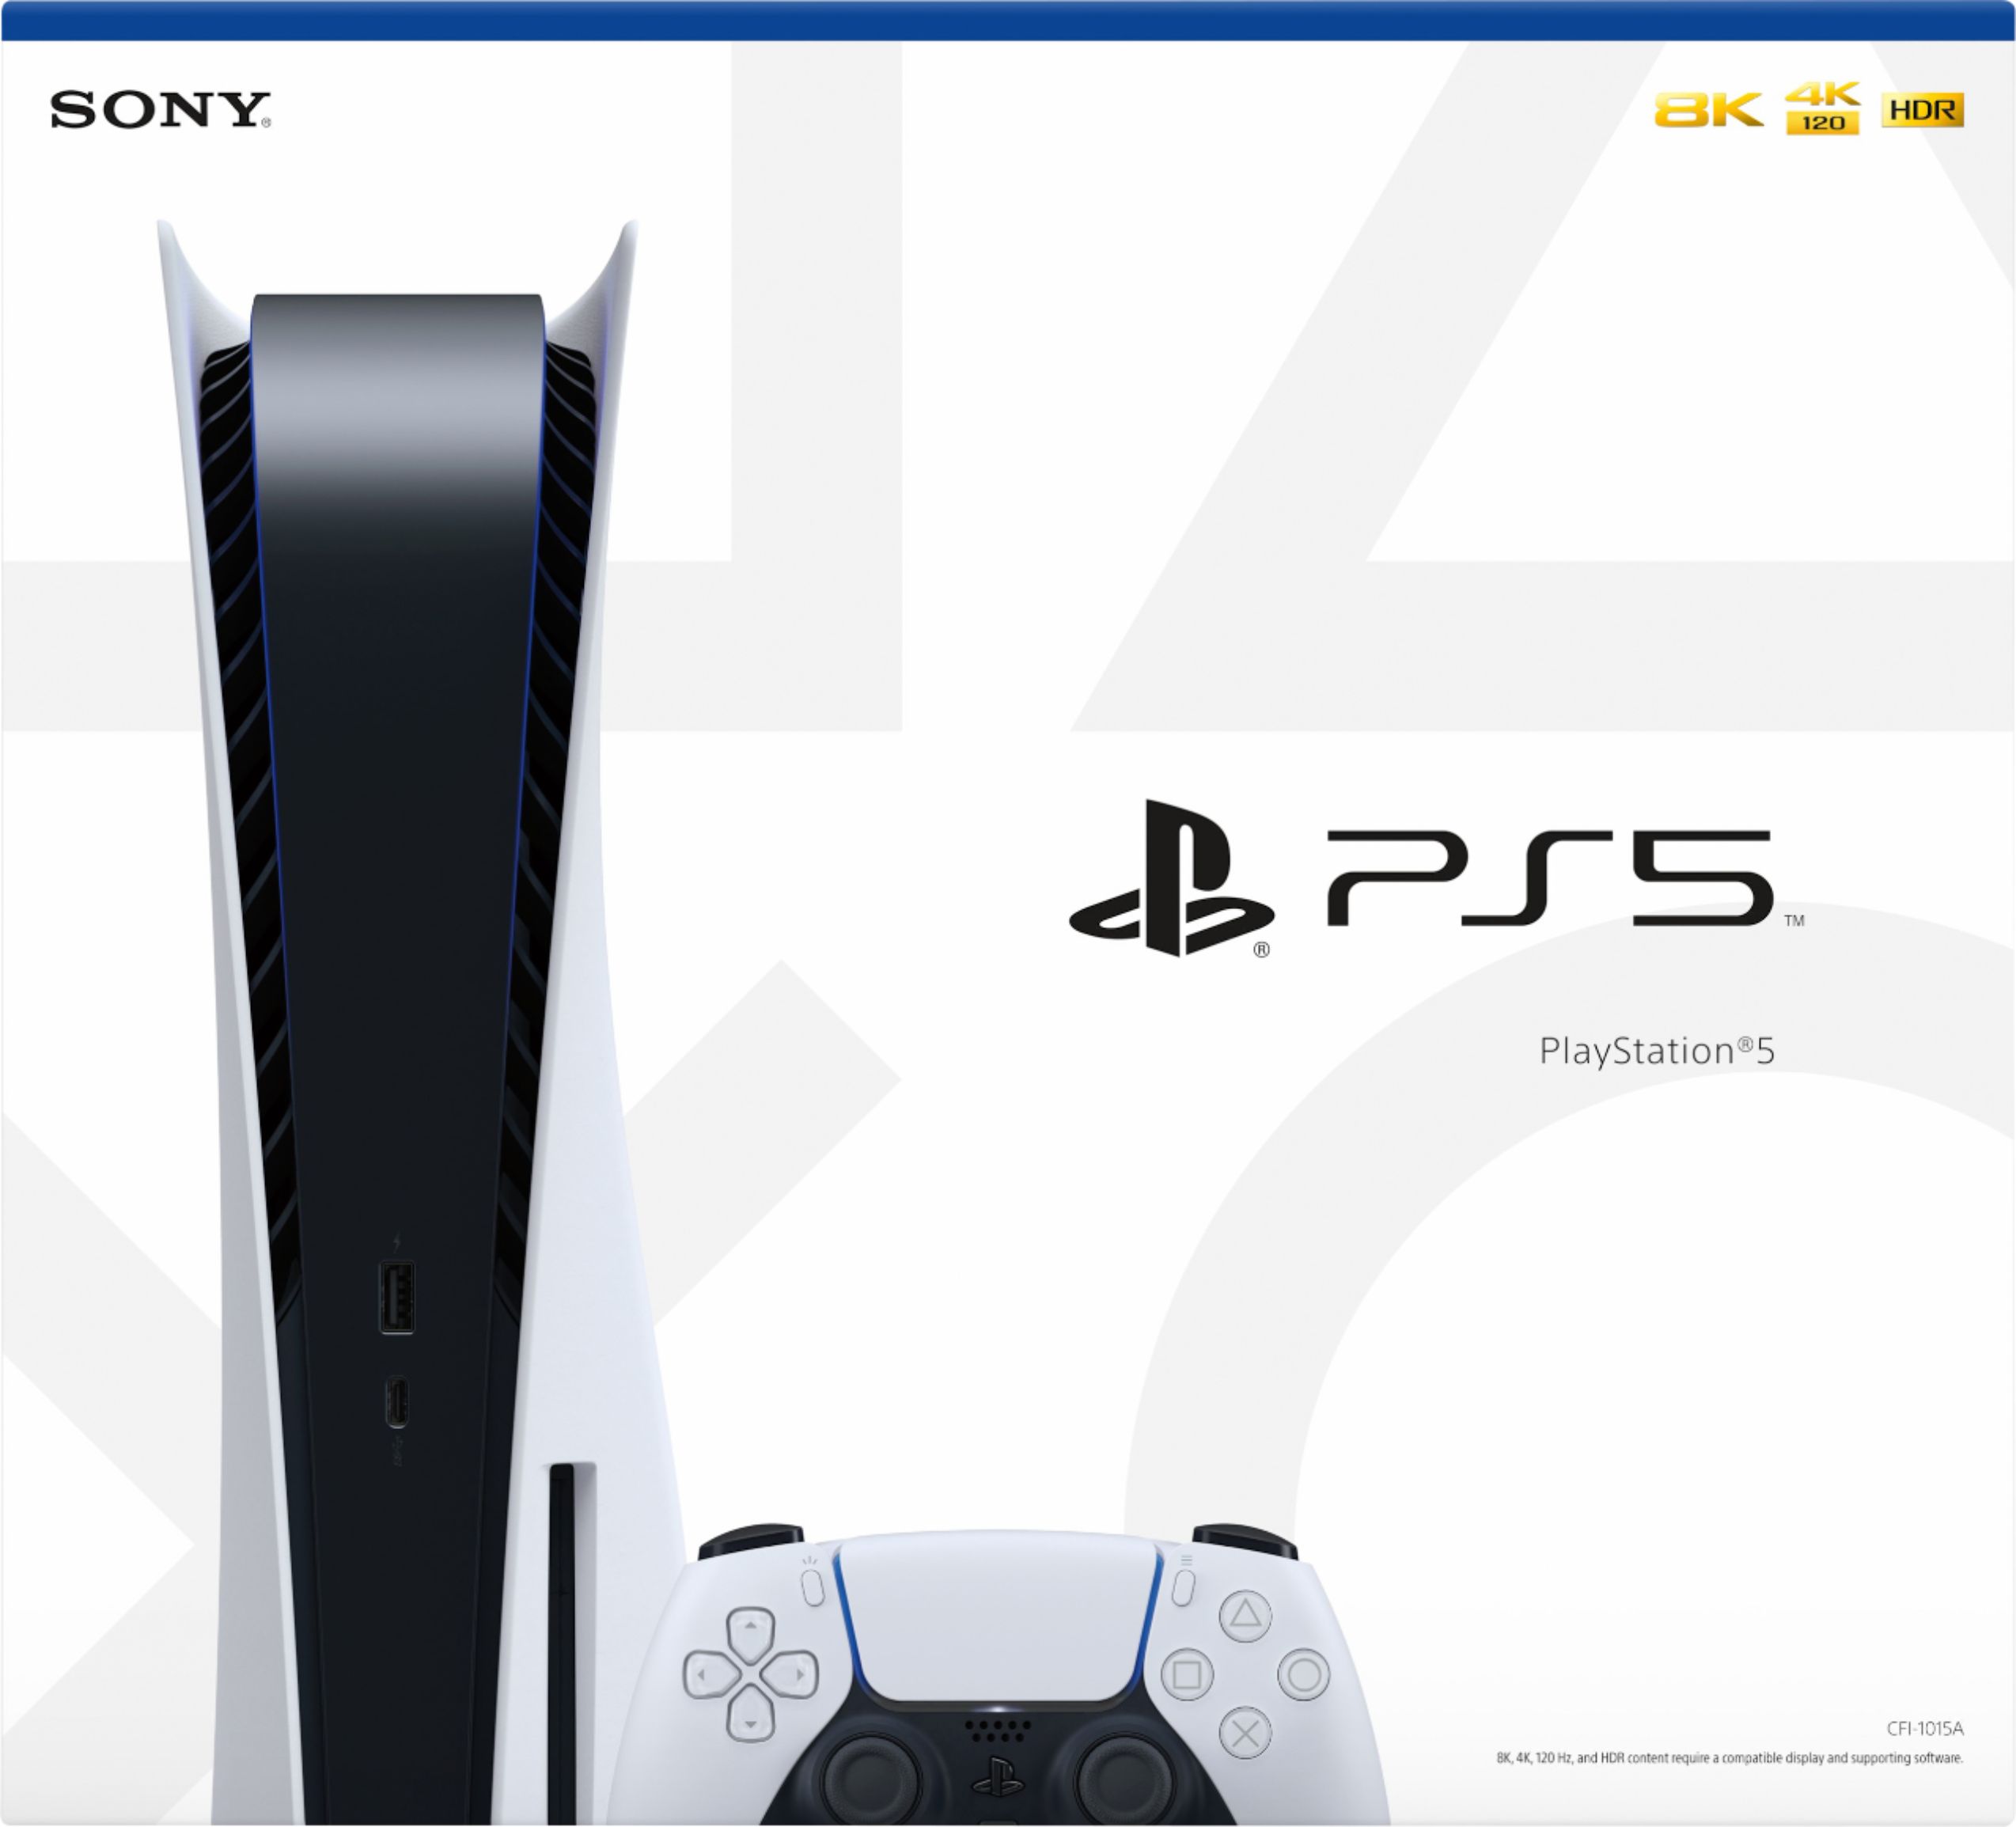 SONY®
8K 4K 120 HDR
PS5™
PlayStation®5
CFI-1015A
8K, 4K, 120 Hz, and HDR content require a compatible display and supporting software.